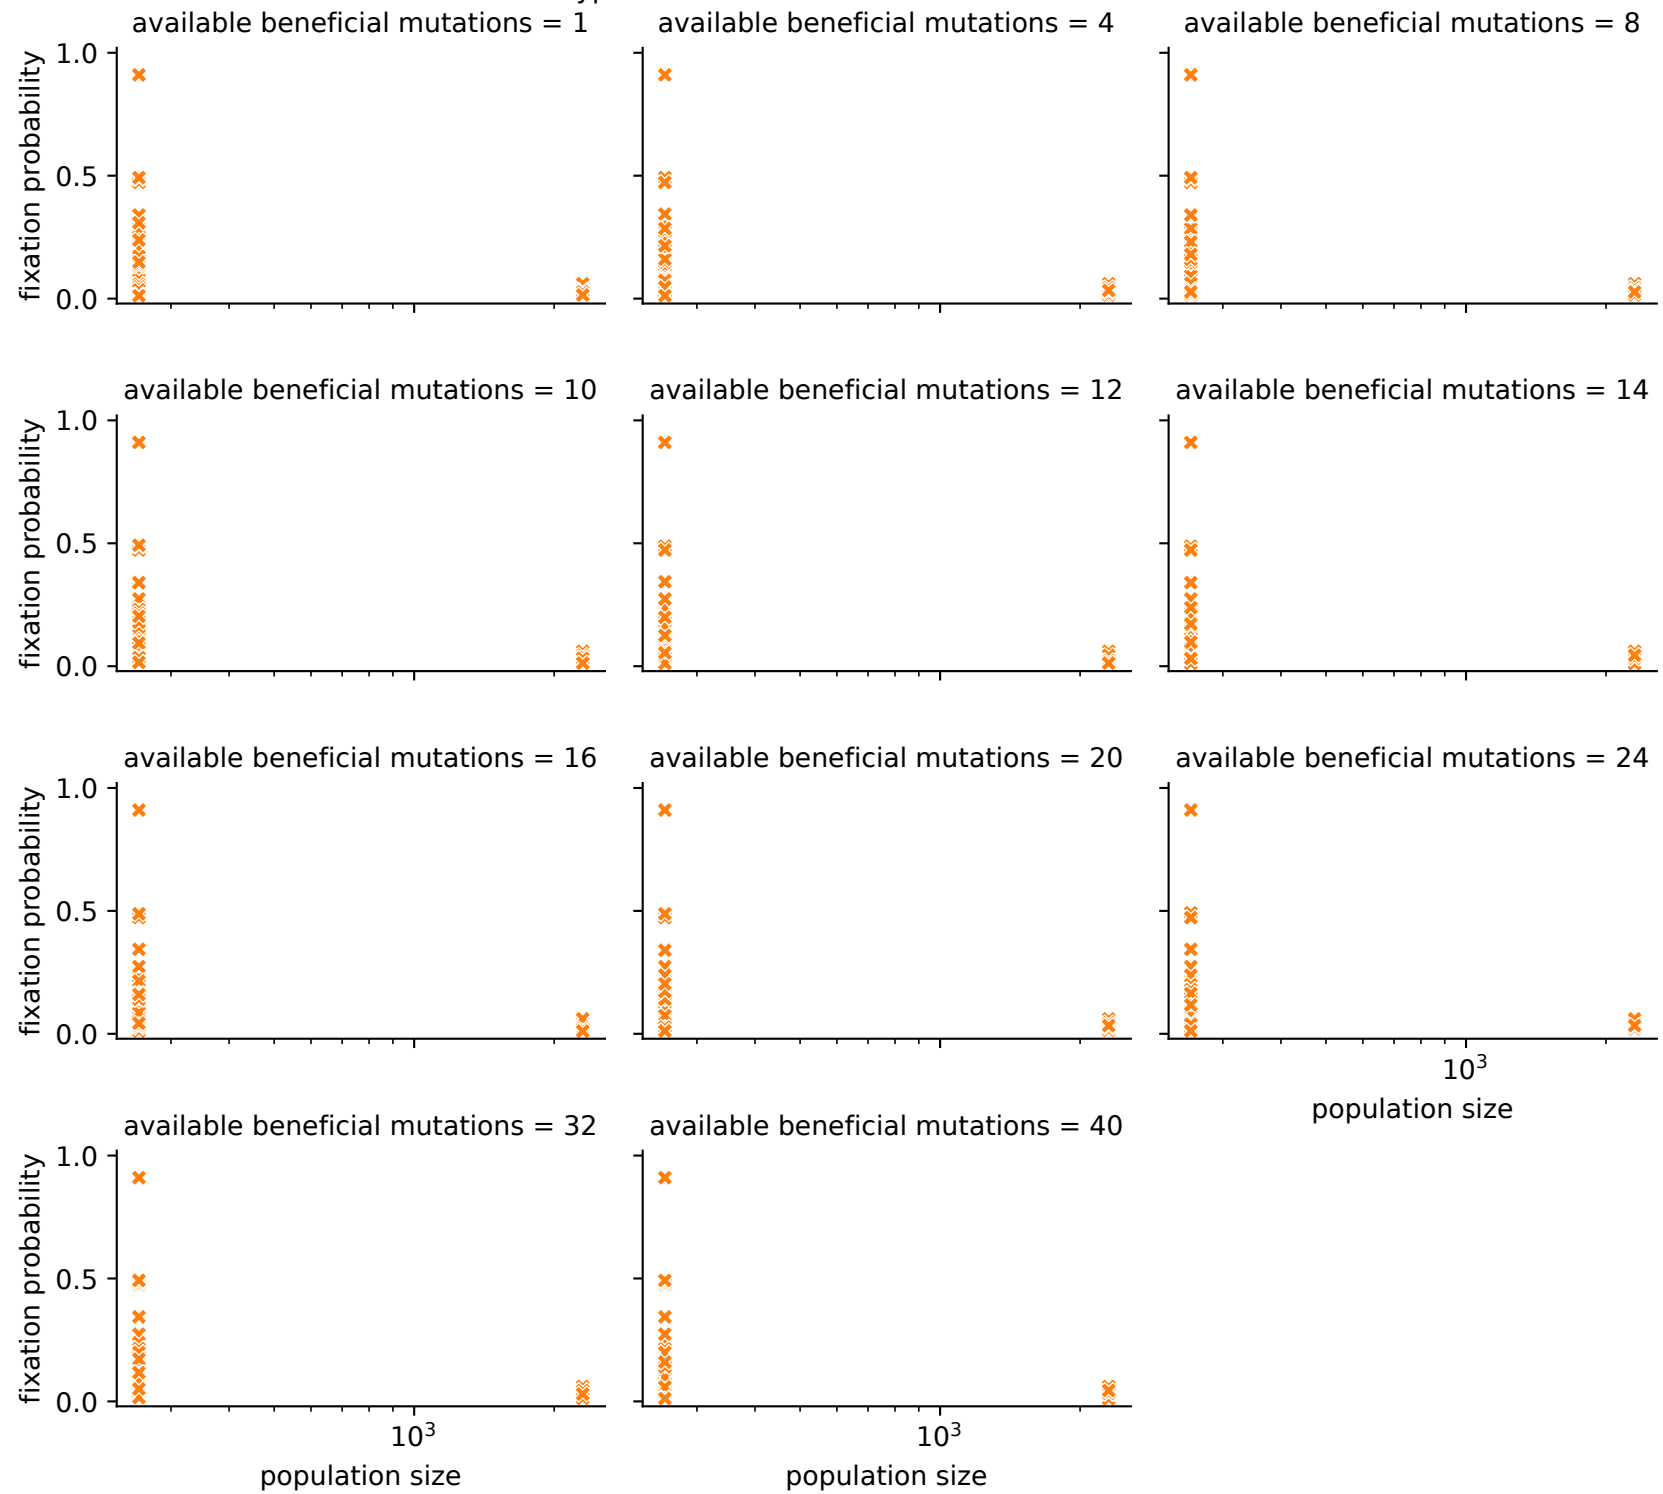 available beneficial mutations = 1
available beneficial mutations = 4
available beneficial mutations = 8
fixation probability
1.0
0.5
0.0
available beneficial mutations = 10
available beneficial mutations = 12
available beneficial mutations = 14
fixation probability
1.0
0.5
0.0
available beneficial mutations = 16
available beneficial mutations = 20
available beneficial mutations = 24
fixation probability
1.0
0.5
0.0
10³
population size
available beneficial mutations = 32
available beneficial mutations = 40
fixation probability
1.0
0.5
0.0
10³
10³
population size
population size